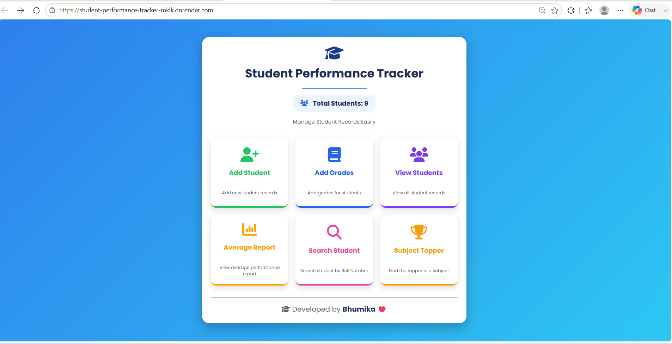 https://student-performance-tracker-mklk.onrender.com
Chat
Student Performance Tracker
Total Students: 9
Manage Student Records Easily
Add Student
Add new student records
Add Grades
Add grades for students
View Students
View all student records
Average Report
View average performance
report
Search Student
Search student by Roll Number
Subject Topper
Find the topper in a subject
Developed by Bhumika